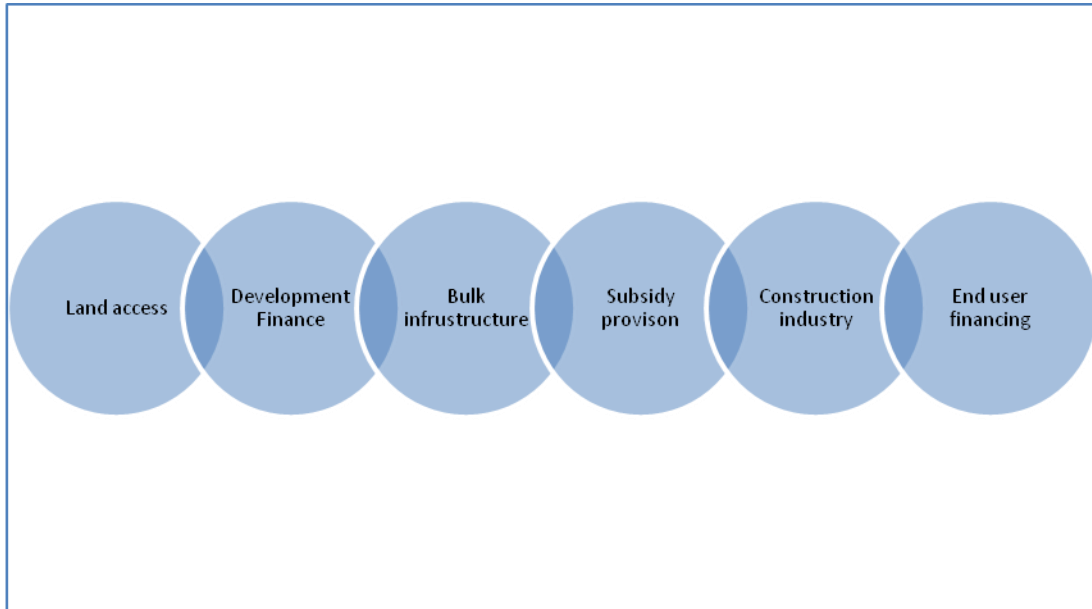 Land access
Development
Finance
Bulk
infrustructure
Subsidy
provison
Construction
industry
End user
financing